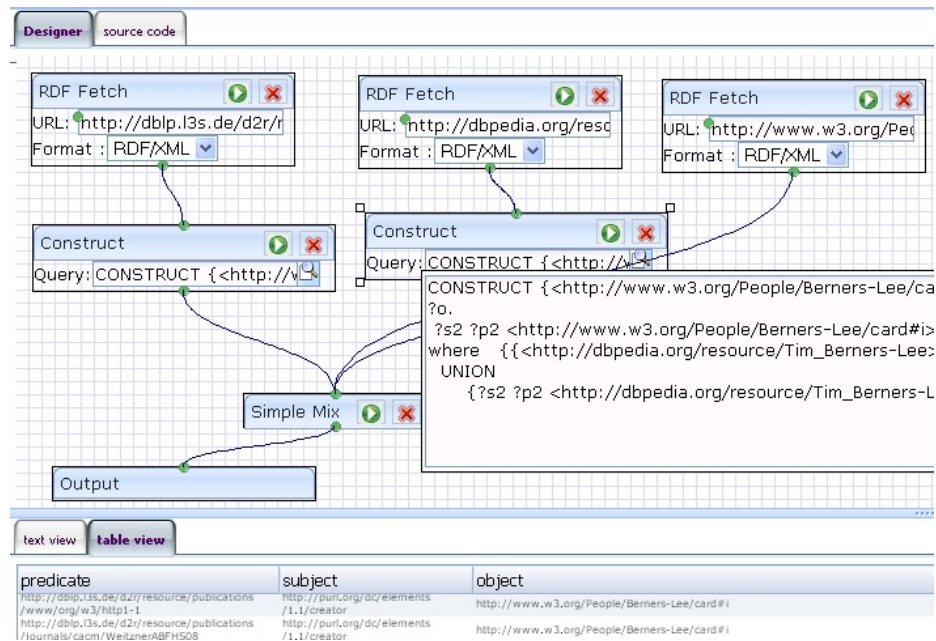 Designer source code
RDF Fetch
URL: http://dblp.l3s.de/d2r/r
Format : RDF/XML
RDF Fetch
URL: http://dbpedia.org/resc
Format : RDF/XML
RDF Fetch
URL: http://www.w3.org/Peo
Format : RDF/XML
Construct
Query: CONSTRUCT {<http://v
Construct
Query: CONSTRUCT {<http://v
CONSTRUCT {<http://www.w3.org/People/Berners-Lee/ca
?o.
?s2 ?p2 <http://www.w3.org/People/Berners-Lee/card#i>
where {{<http://dbpedia.org/resource/Tim_Berners-Lee>
UNION
{?s2 ?p2 <http://dbpedia.org/resource/Tim_Berners-L
Simple Mix
Output
text view table view
predicate subject object
http://dblp.l3s.de/d2r/resource/publications http://purl.org/dc/elements
/www/org/w3/http1-1 /1.1/creator http://www.w3.org/People/Berners-Lee/card#i
http://dblp.l3s.de/d2r/resource/publications http://purl.org/dc/elements
/journals/cacm/WeitznerABFHS08 /1.1/creator http://www.w3.org/People/Berners-Lee/card#i